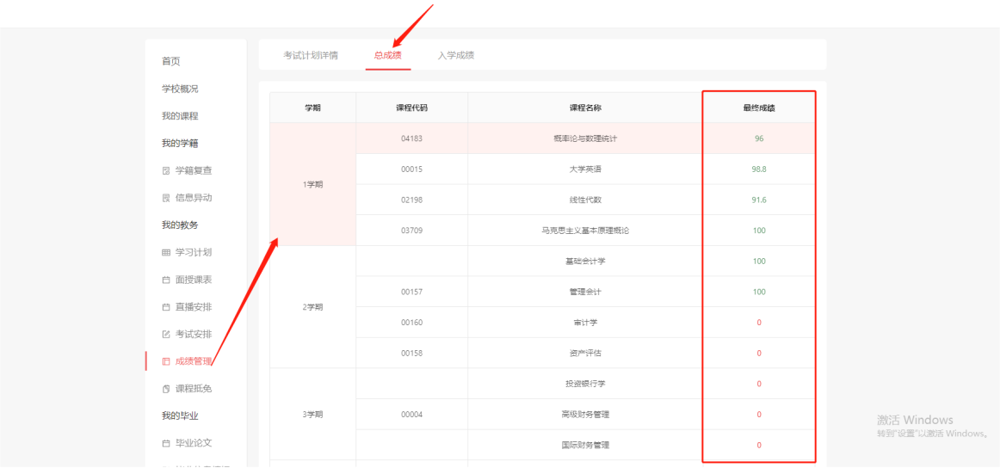 考试计划详情 总成绩 入学成绩
首页
学校概况
我的课程
我的学籍
学籍复查
信息异动
我的教务
学习计划
面授课表
直播安排
考试安排
成绩管理
课程抵免
我的毕业
毕业论文
学期 课程代码 课程名称 最终成绩
1学期
04183 概率论与数理统计 96
00015 大学英语 98.8
02198 线性代数 91.6
03709 马克思主义基本原理概论 100
2学期
基础会计学 100
00157 管理会计 100
00160 审计学 0
00158 资产评估 0
3学期
投资银行学 0
00004 高级财务管理 0
国际财务管理 0
激活 Windows
转到"设置"以激活 Windows。